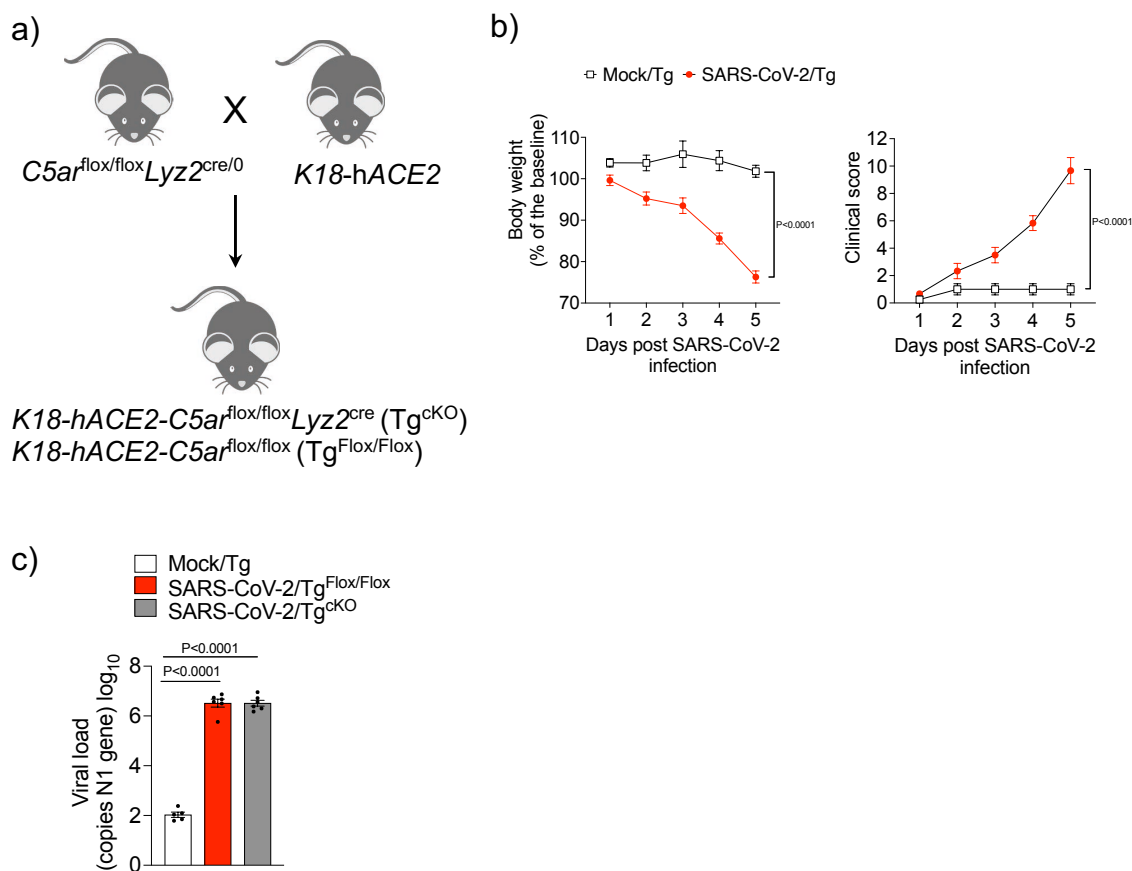 a)
X
C5ar^flox/flox Lyz2^cre/0
K18-hACE2
K18-hACE2-C5ar^flox/flox Lyz2^cre (Tg^cKO)
K18-hACE2-C5ar^flox/flox (Tg^Flox/Flox)
b)
Mock/Tg SARS-CoV-2/Tg
Body weight
(% of the baseline)
110
100
90
80
70
P<0.0001
1 2 3 4 5
Days post SARS-CoV-2
infection
Clinical score
12
10
8
6
4
2
0
P<0.0001
1 2 3 4 5
Days post SARS-CoV-2
infection
c)
Mock/Tg
SARS-CoV-2/Tg^Flox/Flox
SARS-CoV-2/Tg^cKO
Viral load
(copies N1 gene) log₁₀
8
6
4
2
0
P<0.0001
P<0.0001